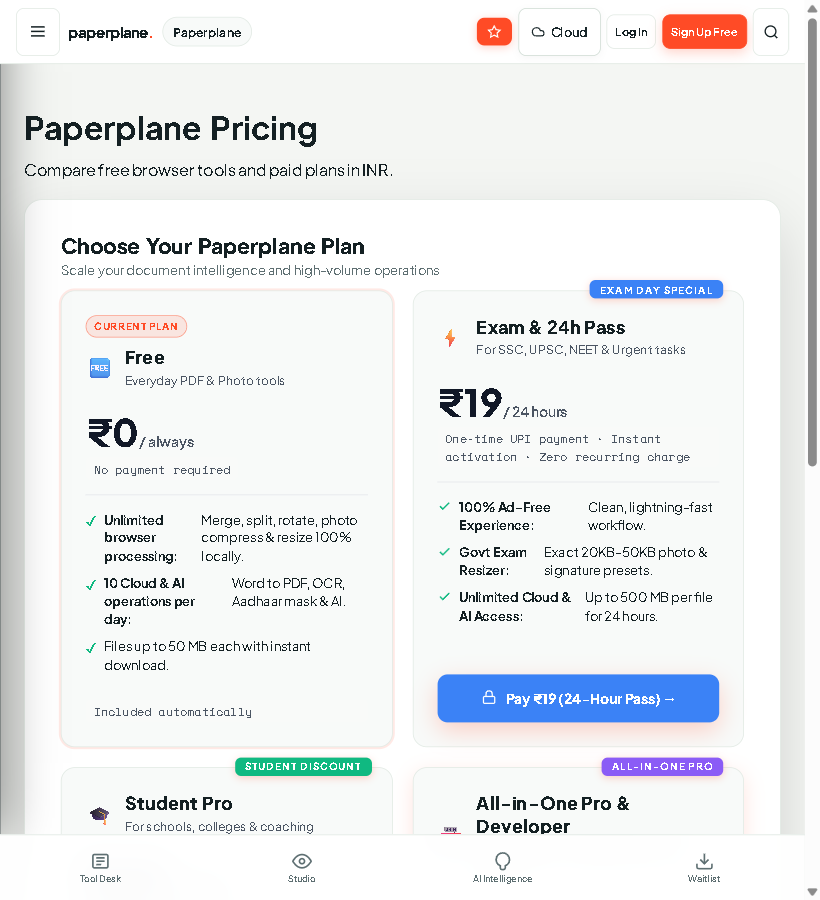 paperplane.
Paperplane
Cloud
Log In
Sign Up Free
Paperplane Pricing
Compare free browser tools and paid plans in INR.
Choose Your Paperplane Plan
Scale your document intelligence and high-volume operations
CURRENT PLAN
FREE
Free
Everyday PDF & Photo tools
₹0 / always
No payment required
Unlimited browser processing:
Merge, split, rotate, photo compress & resize 100% locally.
10 Cloud & AI operations per day:
Word to PDF, OCR, Aadhaar mask & AI.
Files up to 50 MB each with instant download.
Included automatically
EXAM DAY SPECIAL
Exam & 24h Pass
For SSC, UPSC, NEET & Urgent tasks
₹19 / 24 hours
One-time UPI payment · Instant
activation · Zero recurring charge
100% Ad-Free Experience:
Clean, lightning-fast workflow.
Govt Exam Resizer:
Exact 20KB-50KB photo & signature presets.
Unlimited Cloud & AI Access:
Up to 500 MB per file for 24 hours.
Pay ₹19 (24-Hour Pass) →
STUDENT DISCOUNT
Student Pro
For schools, colleges & coaching
ALL-IN-ONE PRO
All-in-One Pro &
Developer
Tool Desk
Studio
AI Intelligence
Waitlist